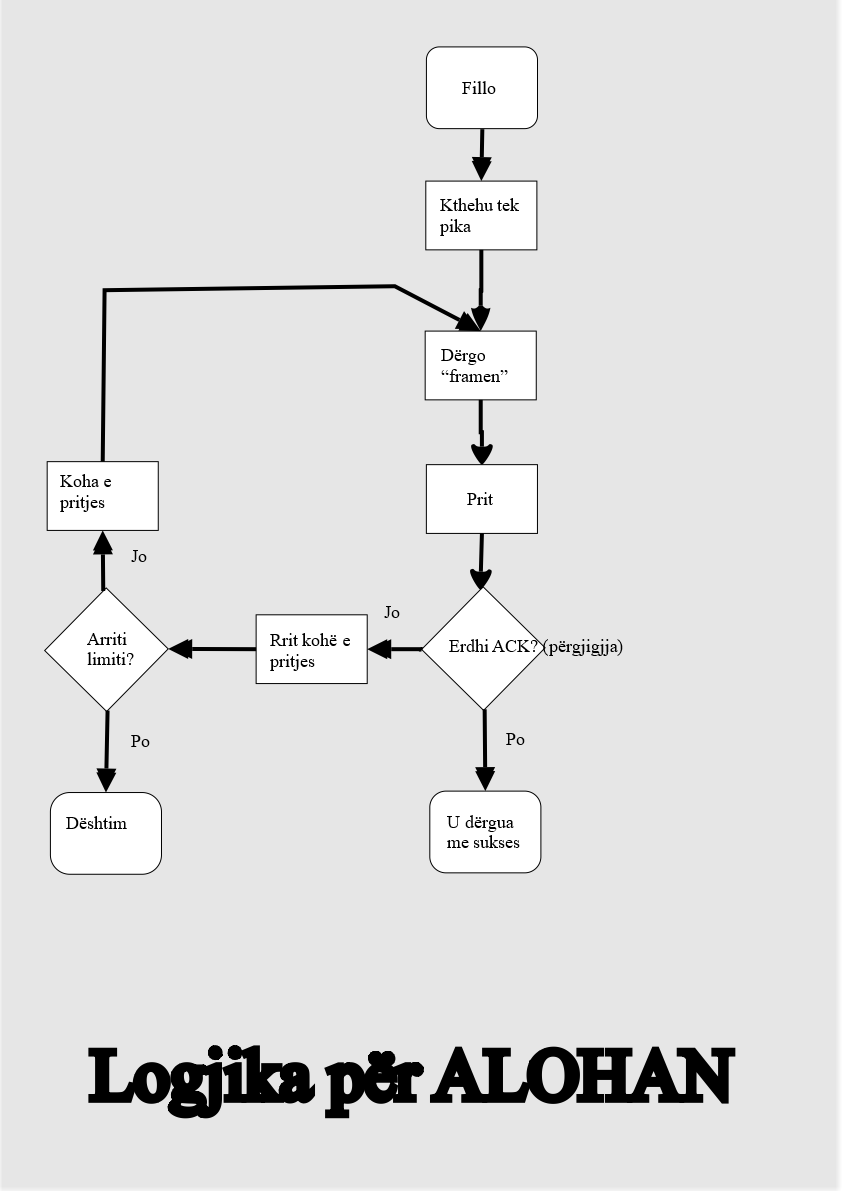 Fillo
Kthehu tek
pika
Dërgo
“framen”
Prit
Koha e
pritjes
Jo
Arriti
limiti?
Rrit kohë e
pritjes
Jo
Erdhi ACK? (përgjigjja)
Po
Po
Dështim
U dërgua
me sukses
Logjika për ALOHAN